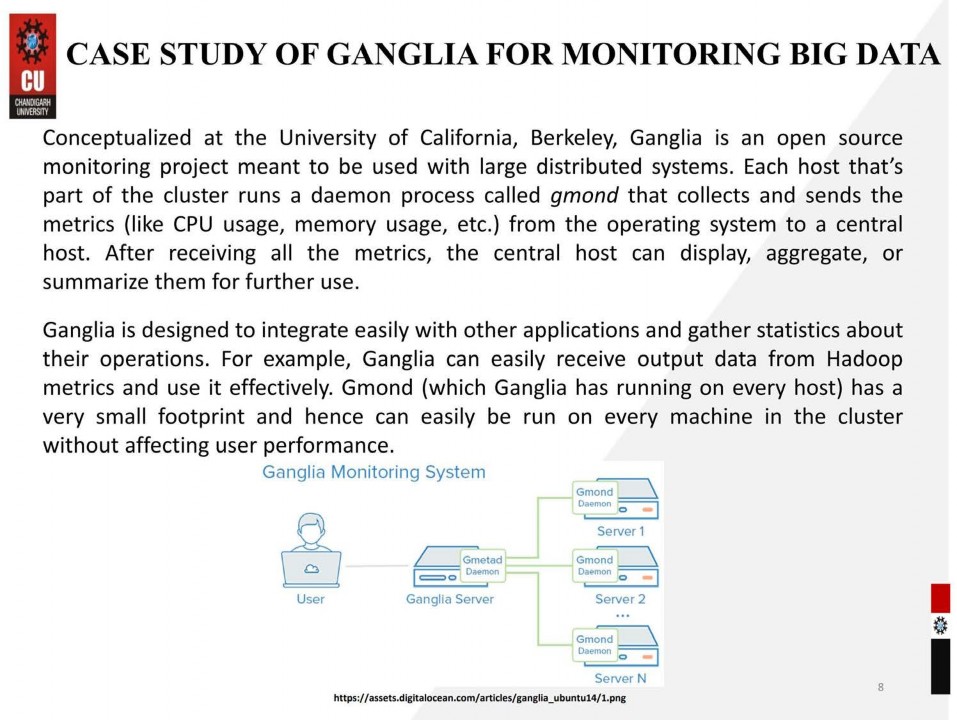 CU
CHANDIGARH
UNIVERSITY
CASE STUDY OF GANGLIA FOR MONITORING BIG DATA
Conceptualized at the University of California, Berkeley, Ganglia is an open source
monitoring project meant to be used with large distributed systems. Each host that’s
part of the cluster runs a daemon process called gmond that collects and sends the
metrics (like CPU usage, memory usage, etc.) from the operating system to a central
host. After receiving all the metrics, the central host can display, aggregate, or
summarize them for further use.
Ganglia is designed to integrate easily with other applications and gather statistics about
their operations. For example, Ganglia can easily receive output data from Hadoop
metrics and use it effectively. Gmond (which Ganglia has running on every host) has a
very small footprint and hence can easily be run on every machine in the cluster
without affecting user performance.
Ganglia Monitoring System
Gmond
Daemon
Server 1
Gmetad
Daemon
Gmond
Daemon
User
Ganglia Server
Server 2
...
Gmond
Daemon
Server N
https://assets.digitalocean.com/articles/ganglia_ubuntu14/1.png
8